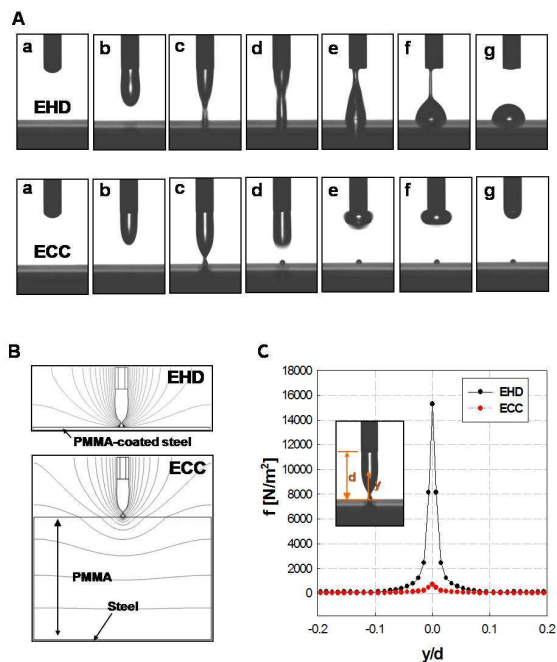 A
a b c d e f g
EHD
a b c d e f g
ECC
B
EHD
PMMA-coated steel
ECC
PMMA
Steel
C
18000
16000
14000
12000
10000
8000
6000
4000
2000
0
f [N/m²]
EHD
ECC
d
y
-0.2 -0.1 0.0 0.1 0.2
y/d